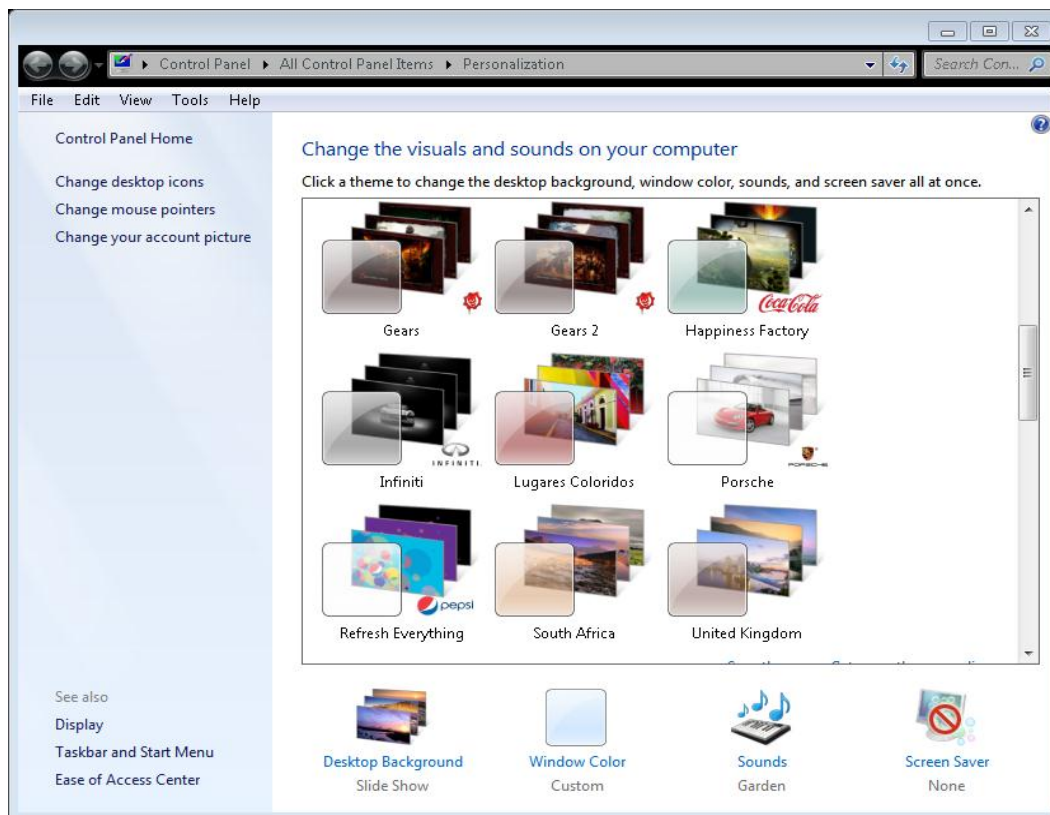 Control Panel
All Control Panel Items
Personalization
Search Con...
File Edit View Tools Help
Control Panel Home
Change desktop icons
Change mouse pointers
Change your account picture
Change the visuals and sounds on your computer
Click a theme to change the desktop background, window color, sounds, and screen saver all at once.
Gears
Gears 2
Coca-Cola
Happiness Factory
INFINITI
Infiniti
Lugares Coloridos
PORSCHE
Porsche
pepsi
Refresh Everything
South Africa
United Kingdom
See also
Display
Taskbar and Start Menu
Ease of Access Center
Desktop Background
Slide Show
Window Color
Custom
Sounds
Garden
Screen Saver
None